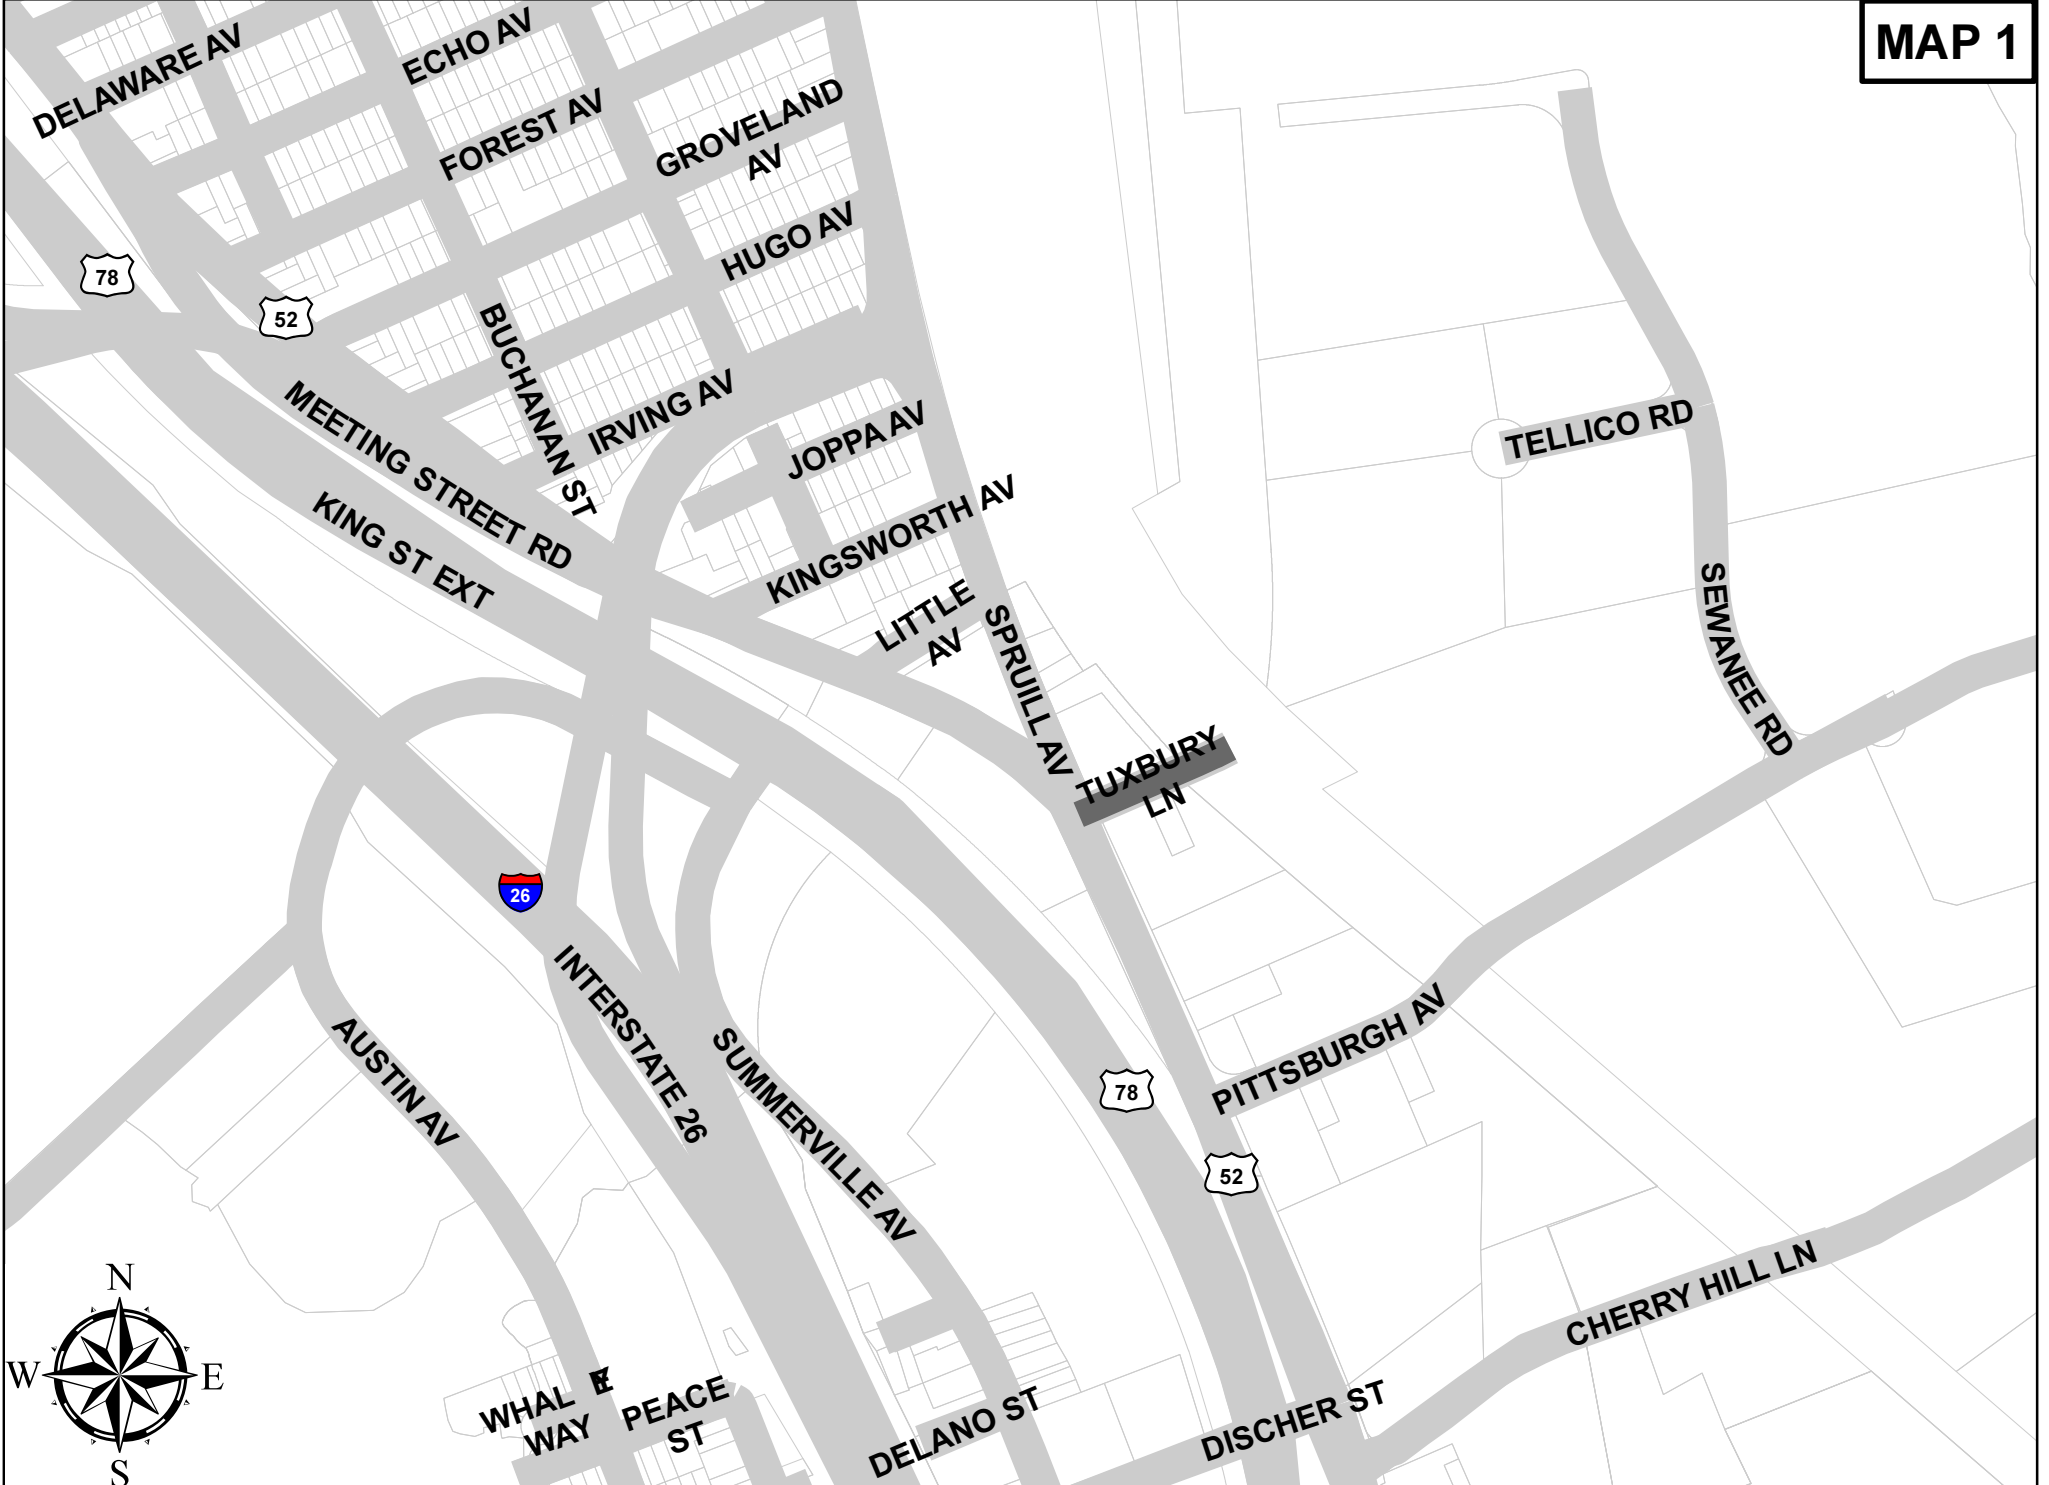 MAP 1
DELAWARE AV
ECHO AV
FOREST AV
GROVELAND
AV
HUGO AV
78
52
BUCHANAN ST
IRVING AV
JOPPA AV
MEETING STREET RD
KING ST EXT
KINGSWORTH AV
LITTLE
AV
SPRUILL AV
TELLICO RD
SEWANEE RD
TUXBURY
LN
26
INTERSTATE 26
AUSTIN AV
SUMMERVILLE AV
PITTSBURGH AV
78
52
CHERRY HILL LN
DISCHER ST
DELANO ST
PEACE
ST
WHAL
WAY
N
W
E
S